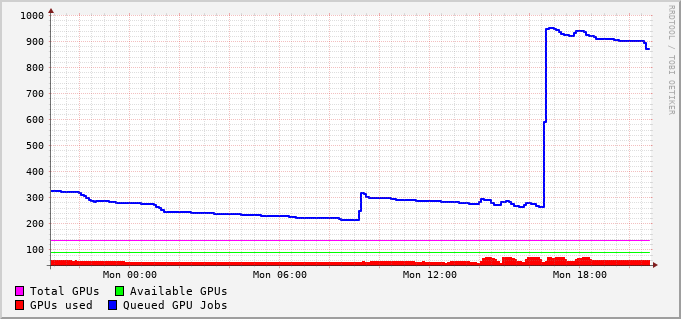 1000
900
800
700
600
500
400
300
200
100
Mon 00:00 Mon 06:00 Mon 12:00 Mon 18:00
Total GPUs Available GPUs
GPUs used Queued GPU Jobs
RRDTOOL / TOBI OETIKER